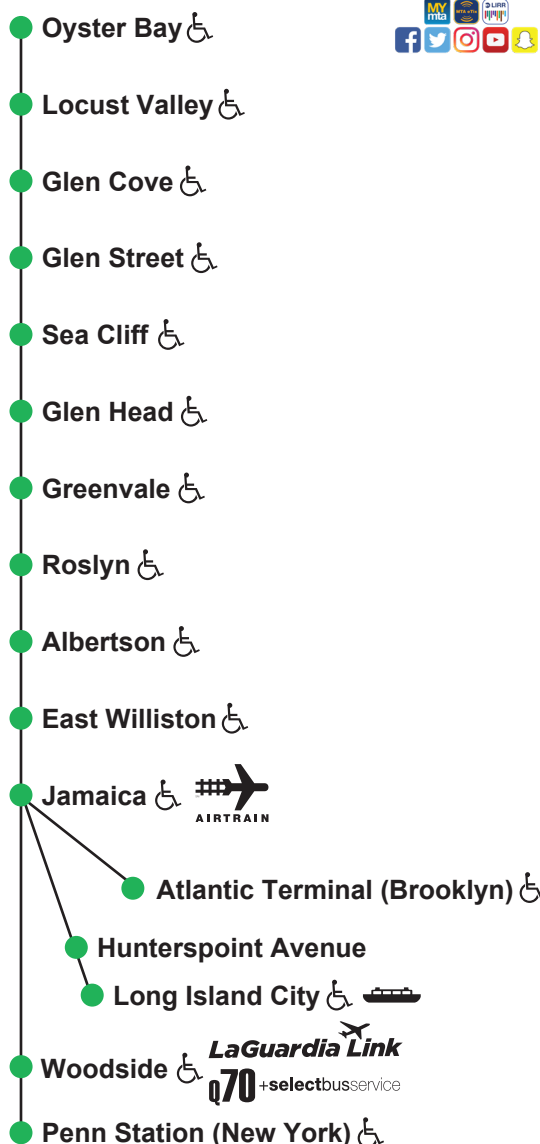 MY
mta
MTA eTix
LIRR
Oyster Bay
Locust Valley
Glen Cove
Glen Street
Sea Cliff
Glen Head
Greenvale
Roslyn
Albertson
East Williston
Jamaica
AIRTRAIN
Atlantic Terminal (Brooklyn)
Hunterspoint Avenue
Long Island City
Woodside
LaGuardia Link
Q70 +selectbusservice
Penn Station (New York)